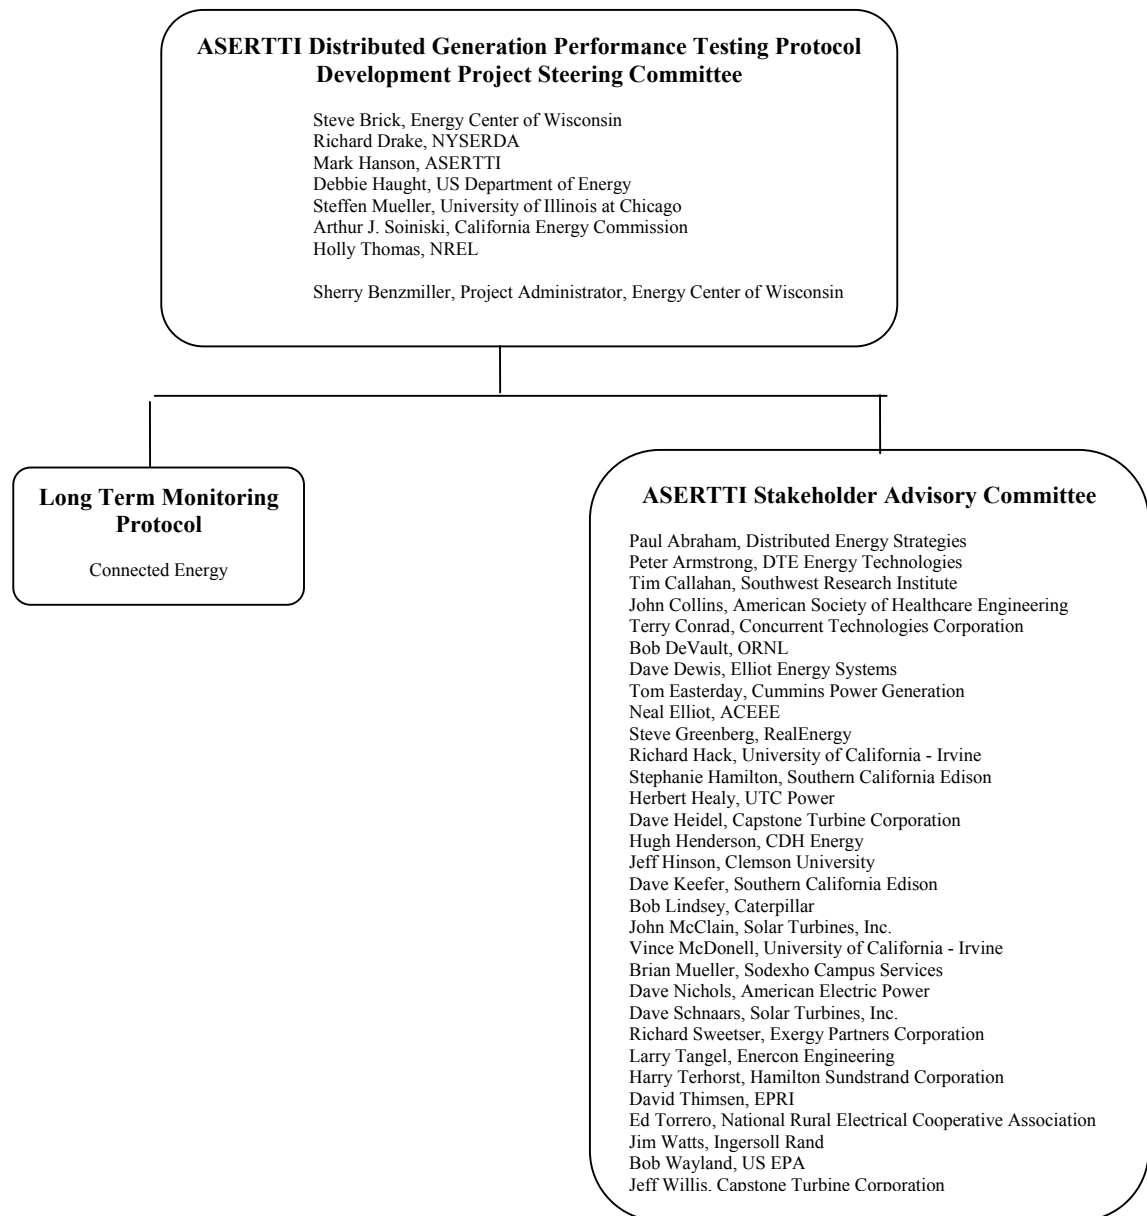 ASERTTI Distributed Generation Performance Testing Protocol
Development Project Steering Committee
Steve Brick, Energy Center of Wisconsin
Richard Drake, NYSERDA
Mark Hanson, ASERTTI
Debbie Haught, US Department of Energy
Steffen Mueller, University of Illinois at Chicago
Arthur J. Soiniski, California Energy Commission
Holly Thomas, NREL
Sherry Benzmiller, Project Administrator, Energy Center of Wisconsin
Long Term Monitoring
Protocol
Connected Energy
ASERTTI Stakeholder Advisory Committee
Paul Abraham, Distributed Energy Strategies
Peter Armstrong, DTE Energy Technologies
Tim Callahan, Southwest Research Institute
John Collins, American Society of Healthcare Engineering
Terry Conrad, Concurrent Technologies Corporation
Bob DeVault, ORNL
Dave Dewis, Elliot Energy Systems
Tom Easterday, Cummins Power Generation
Neal Elliot, ACEEE
Steve Greenberg, RealEnergy
Richard Hack, University of California - Irvine
Stephanie Hamilton, Southern California Edison
Herbert Healy, UTC Power
Dave Heidel, Capstone Turbine Corporation
Hugh Henderson, CDH Energy
Jeff Hinson, Clemson University
Dave Keefer, Southern California Edison
Bob Lindsey, Caterpillar
John McClain, Solar Turbines, Inc.
Vince McDonell, University of California - Irvine
Brian Mueller, Sodexho Campus Services
Dave Nichols, American Electric Power
Dave Schnaars, Solar Turbines, Inc.
Richard Sweetser, Exergy Partners Corporation
Larry Tangel, Enercon Engineering
Harry Terhorst, Hamilton Sundstrand Corporation
David Thimsen, EPRI
Ed Torrero, National Rural Electrical Cooperative Association
Jim Watts, Ingersoll Rand
Bob Wayland, US EPA
Jeff Willis, Capstone Turbine Corporation